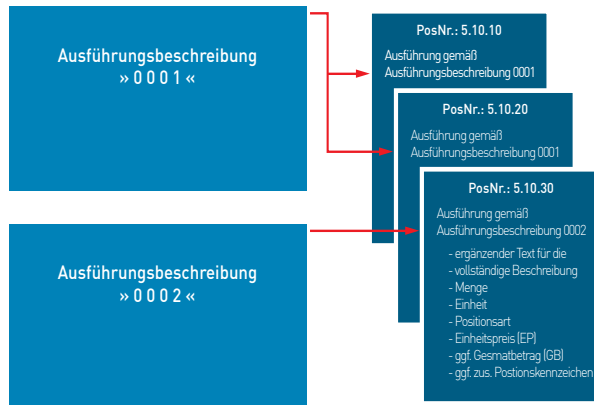 Ausführungsbeschreibung
» 0 0 0 1 «
Ausführungsbeschreibung
» 0 0 0 2 «
PosNr.: 5.10.10
Ausführung gemäß
Ausführungsbeschreibung 0001
PosNr.: 5.10.20
Ausführung gemäß
Ausführungsbeschreibung 0001
PosNr.: 5.10.30
Ausführung gemäß
Ausführungsbeschreibung 0002
- ergänzender Text für die
- vollständige Beschreibung
- Menge
- Einheit
- Positionsart
- Einheitspreis (EP)
- ggf. Gesmatbetrag (GB)
- ggf. zus. Postionskennzeichen